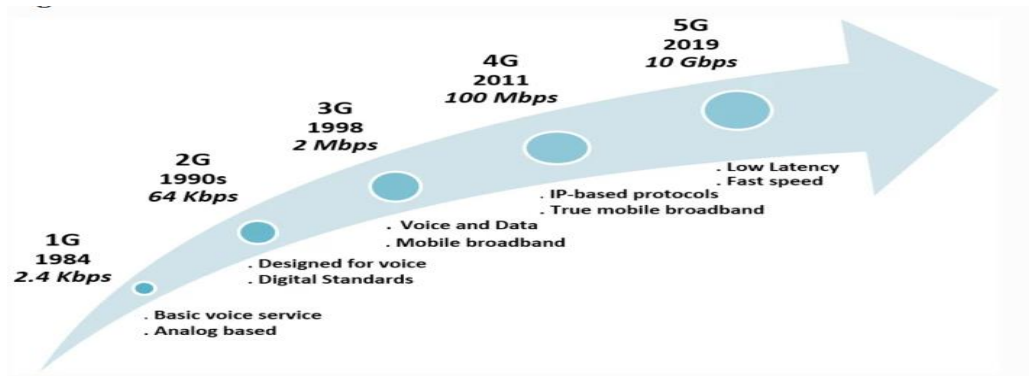 1G
1984
2.4 Kbps
. Basic voice service
. Analog based
2G
1990s
64 Kbps
. Designed for voice
. Digital Standards
3G
1998
2 Mbps
. Voice and Data
. Mobile broadband
4G
2011
100 Mbps
. IP-based protocols
. True mobile broadband
5G
2019
10 Gbps
. Low Latency
. Fast speed